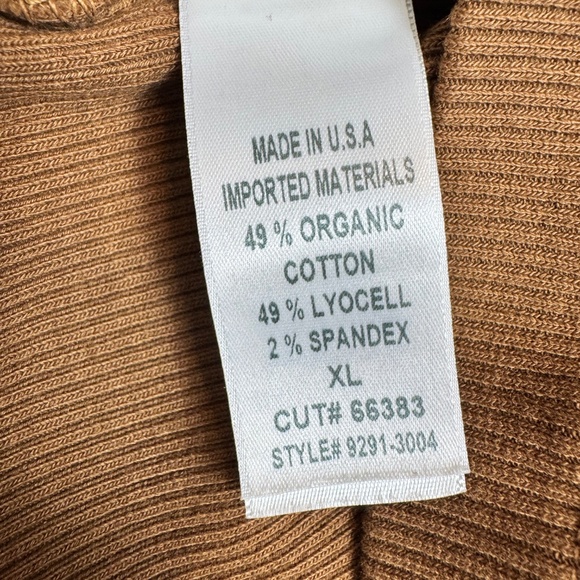 MADE IN U.S.A
IMPORTED MATERIALS
49 % ORGANIC
COTTON
49 % LYOCELL
2 % SPANDEX
XL
CUT# 66383
STYLE# 9291-3004